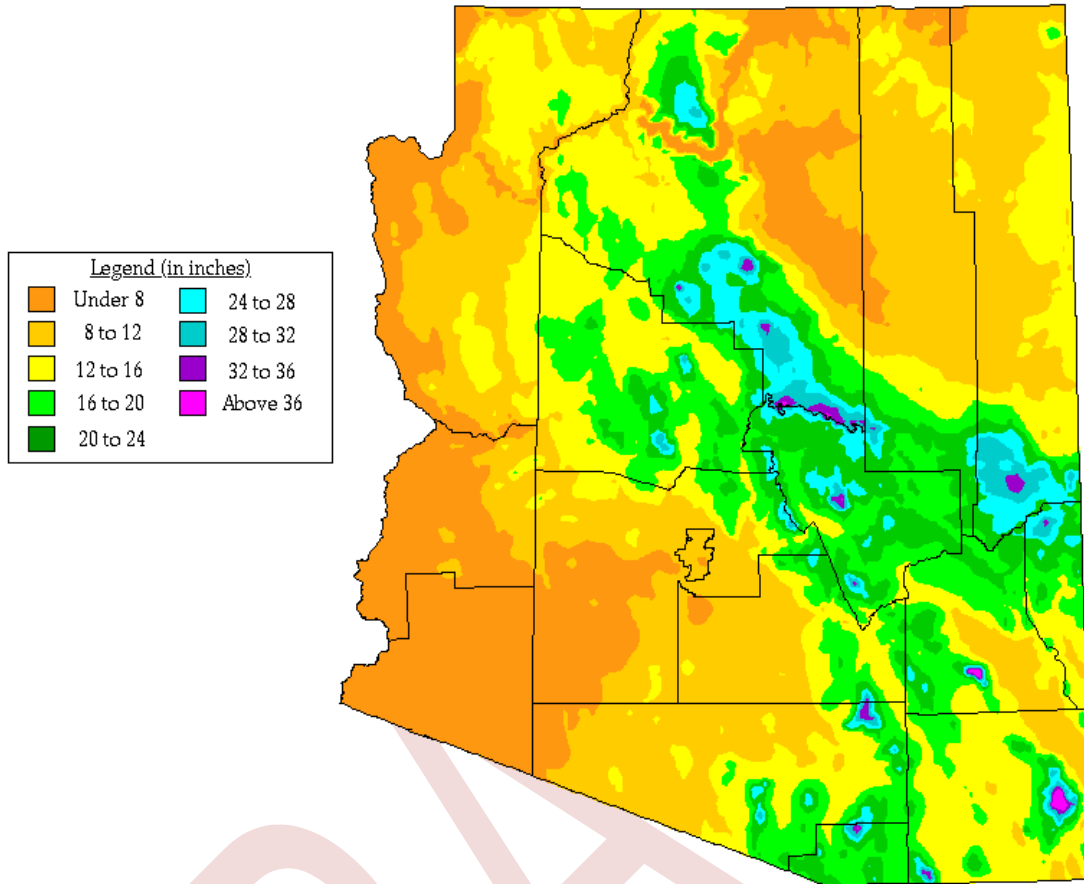 Legend (in inches)
Under 8
8 to 12
12 to 16
16 to 20
20 to 24
24 to 28
28 to 32
32 to 36
Above 36